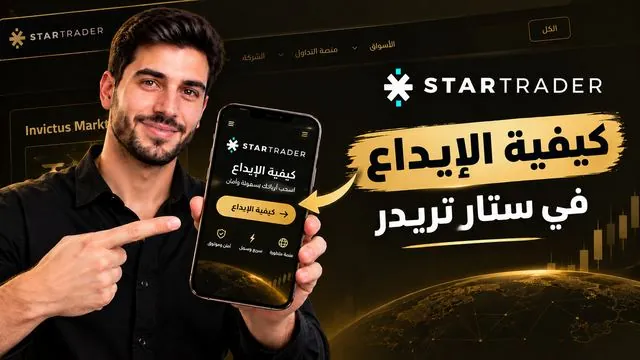 STARTRADER
الأسواق
منصة التداول
الشركة
الكل
Invictus Markt
STARTRADER
كيفية الإيداع
في ستار تريدر
STARTRADER
كيفية الإيداع
اسحب أرباحك بسهولة وأمان
كيفية الإيداع
منصة متطورة
سريع وسهل
آمن وموثوق